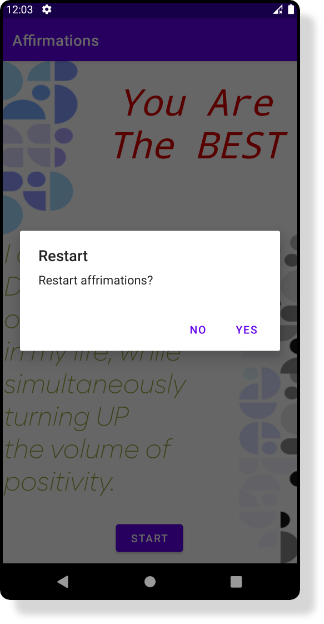 12:03
Affirmations
You Are
The BEST
I
D
Restart
Restart affrimations?
NO
YES
in my life, while
simultaneously
turning UP
the volume of
positivity.
START